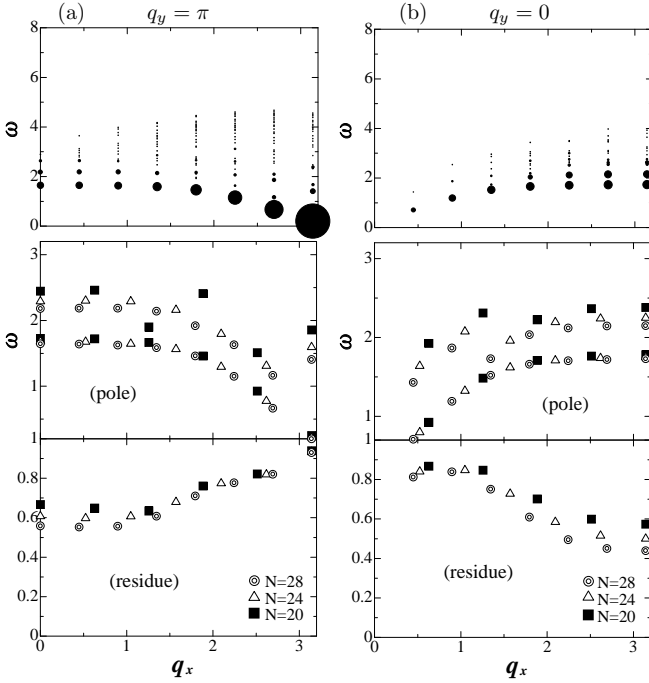 (a) q_y = π
(b) q_y = 0
8
6
ω
4
2
0
8
6
ω
4
2
0
3
2
ω
1
(pole)
1
3
2
ω
1
(pole)
1
0.8
0.6
0.4
0.2
0
(residue)
N=28
N=24
N=20
0 1 2 3
q_x
1
0.8
0.6
0.4
0.2
0
(residue)
N=28
N=24
N=20
0 1 2 3
q_x